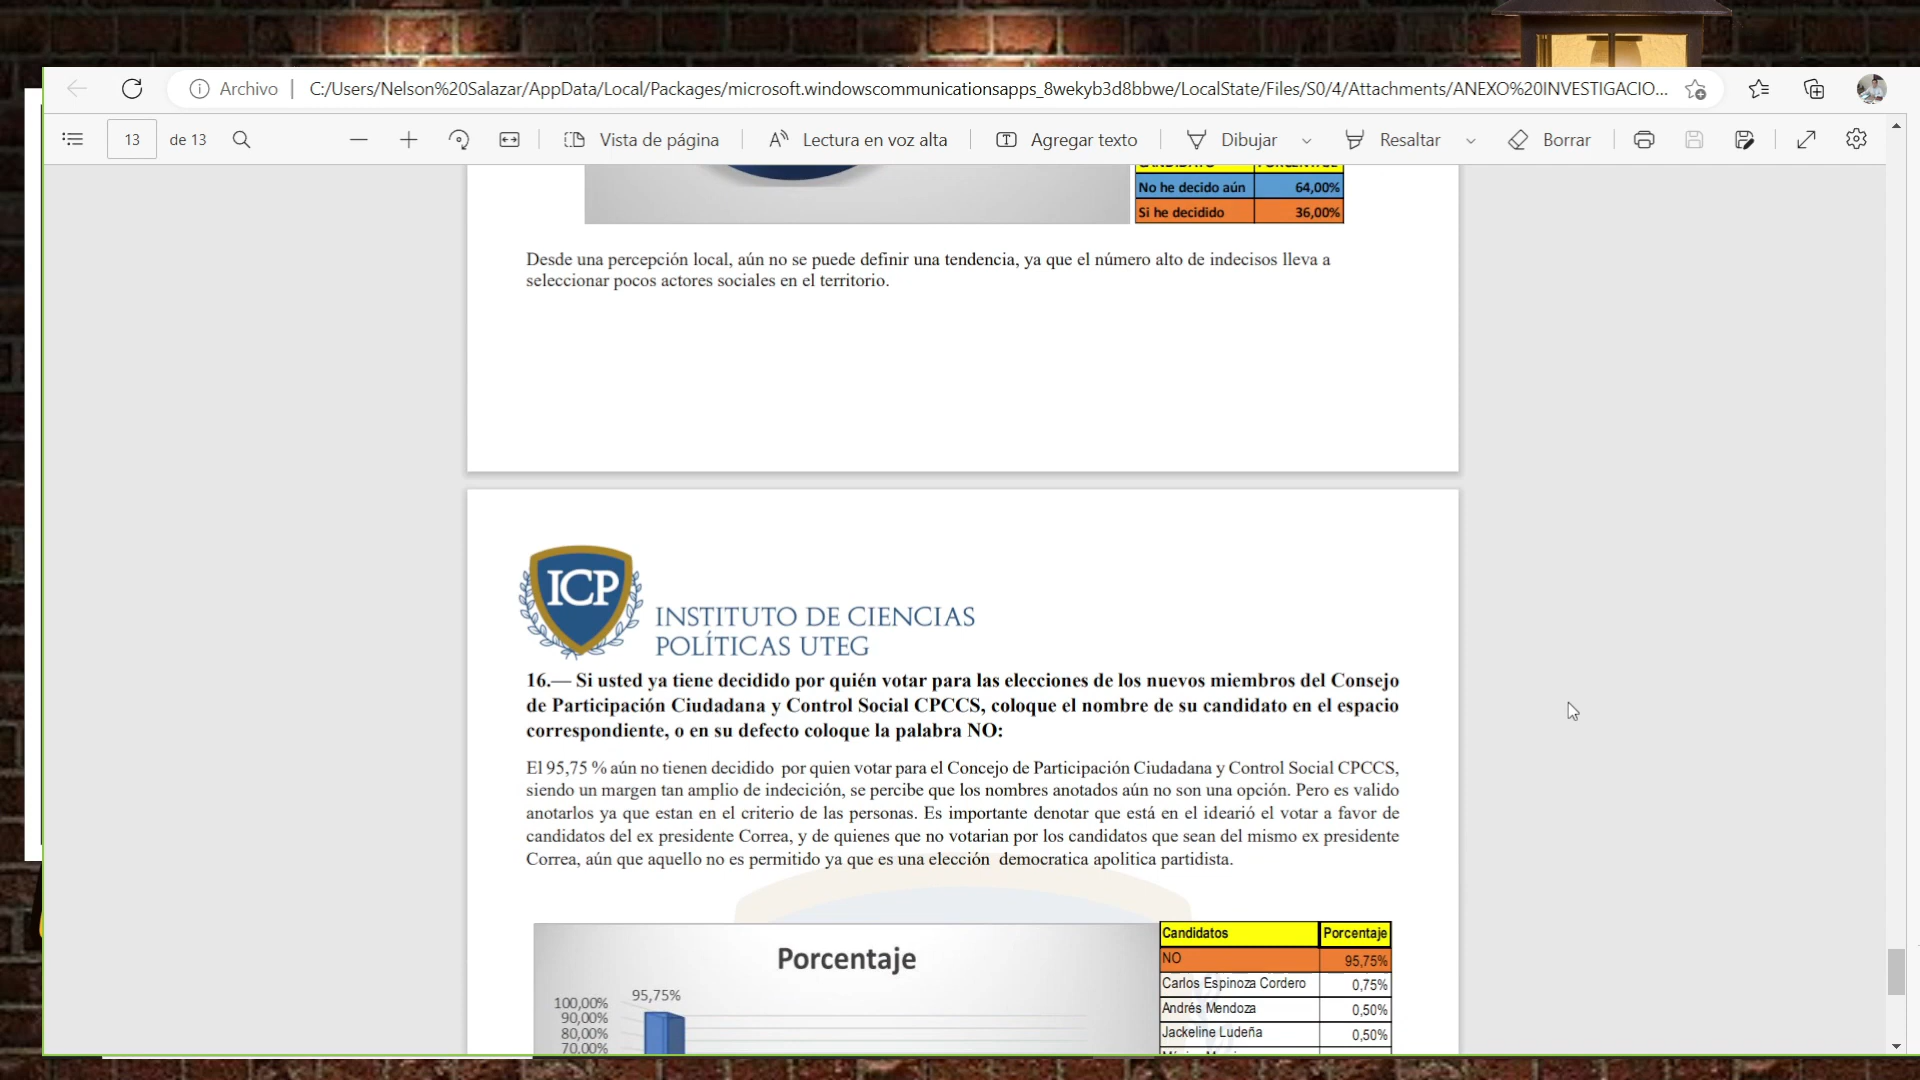 Archivo | C:/Users/Nelson%20Salazar/AppData/Local/Packages/microsoft.windowscommunicationsapps_8wekyb3d8bbwe/LocalState/Files/S0/4/Attachments/ANEXO%20INVESTIGACIO...
13 de 13 Vista de página Lectura en voz alta Agregar texto Dibujar Resaltar Borrar
CANDIDATO PORCENTAJE
No he decido aún 64,00%
Si he decidido 36,00%
Desde una percepción local, aún no se puede definir una tendencia, ya que el número alto de indecisos lleva a
seleccionar pocos actores sociales en el territorio.
ICP
INSTITUTO DE CIENCIAS
POLÍTICAS UTEG
16.— Si usted ya tiene decidido por quién votar para las elecciones de los nuevos miembros del Consejo
de Participación Ciudadana y Control Social CPCCS, coloque el nombre de su candidato en el espacio
correspondiente, o en su defecto coloque la palabra NO:
El 95,75 % aún no tienen decidido por quien votar para el Concejo de Participación Ciudadana y Control Social CPCCS,
siendo un margen tan amplio de indecición, se percibe que los nombres anotados aún no son una opción. Pero es valido
anotarlos ya que estan en el criterio de las personas. Es importante denotar que está en el ideario el votar a favor de
candidatos del ex presidente Correa, y de quienes que no votarian por los candidatos que sean del mismo ex presidente
Correa, aún que aquello no es permitido ya que es una elección democratica apolitica partidista.
Porcentaje
95,75%
100,00%
90,00%
80,00%
70,00%
Candidatos Porcentaje
NO 95,75%
Carlos Espinoza Cordero 0,75%
Andrés Mendoza 0,50%
Jackeline Ludeña 0,50%